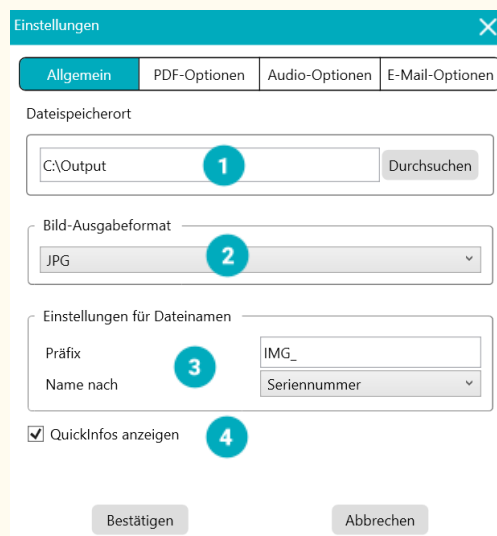 Einstellungen
Allgemein PDF-Optionen Audio-Optionen E-Mail-Optionen
Dateispeicherort
C:\Output 1 Durchsuchen
Bild-Ausgabeformat
JPG 2
Einstellungen für Dateinamen
Präfix IMG_
3
Name nach Seriennummer
QuickInfos anzeigen 4
Bestätigen Abbrechen